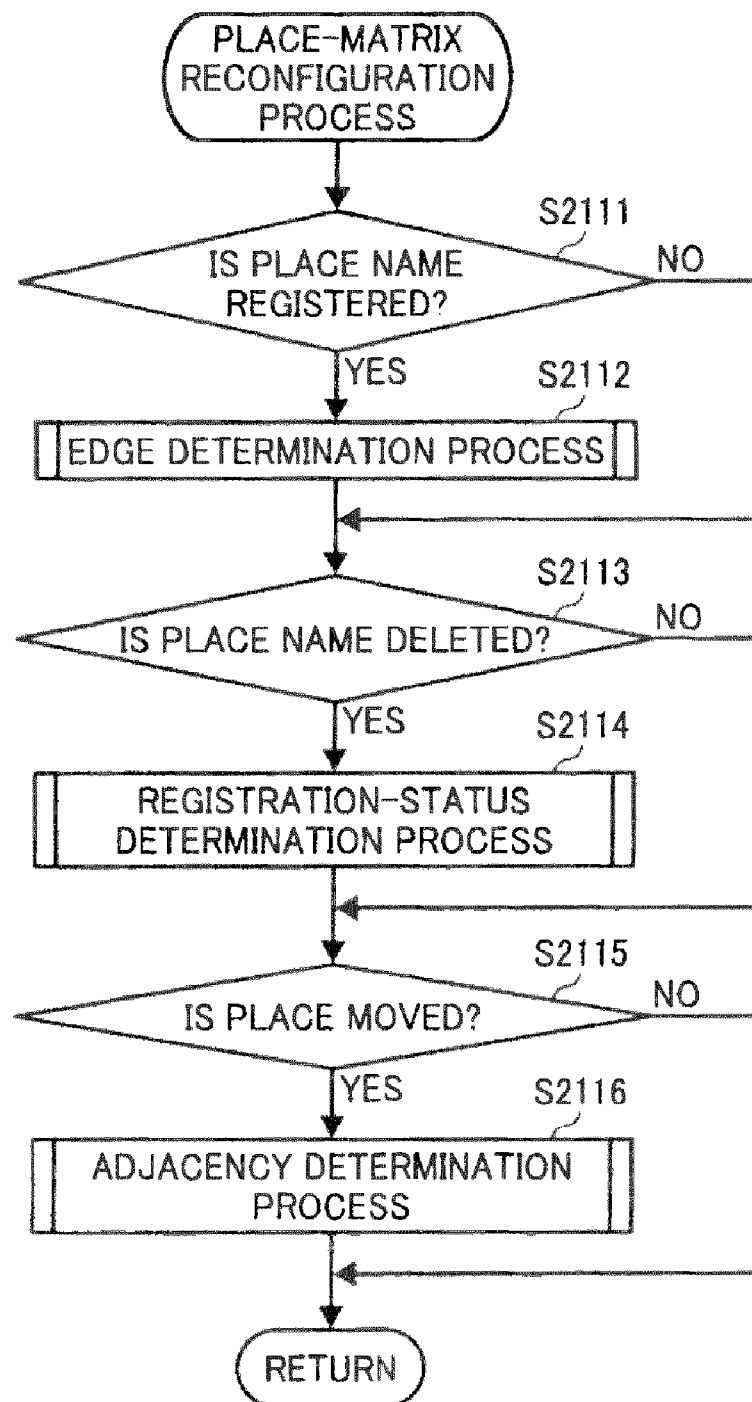 PLACE-MATRIX
RECONFIGURATION
PROCESS
S2111
IS PLACE NAME
REGISTERED?
NO
YES
S2112
EDGE DETERMINATION PROCESS
S2113
IS PLACE NAME DELETED?
NO
YES
S2114
REGISTRATION-STATUS
DETERMINATION PROCESS
S2115
IS PLACE MOVED?
NO
YES
S2116
ADJACENCY DETERMINATION
PROCESS
RETURN